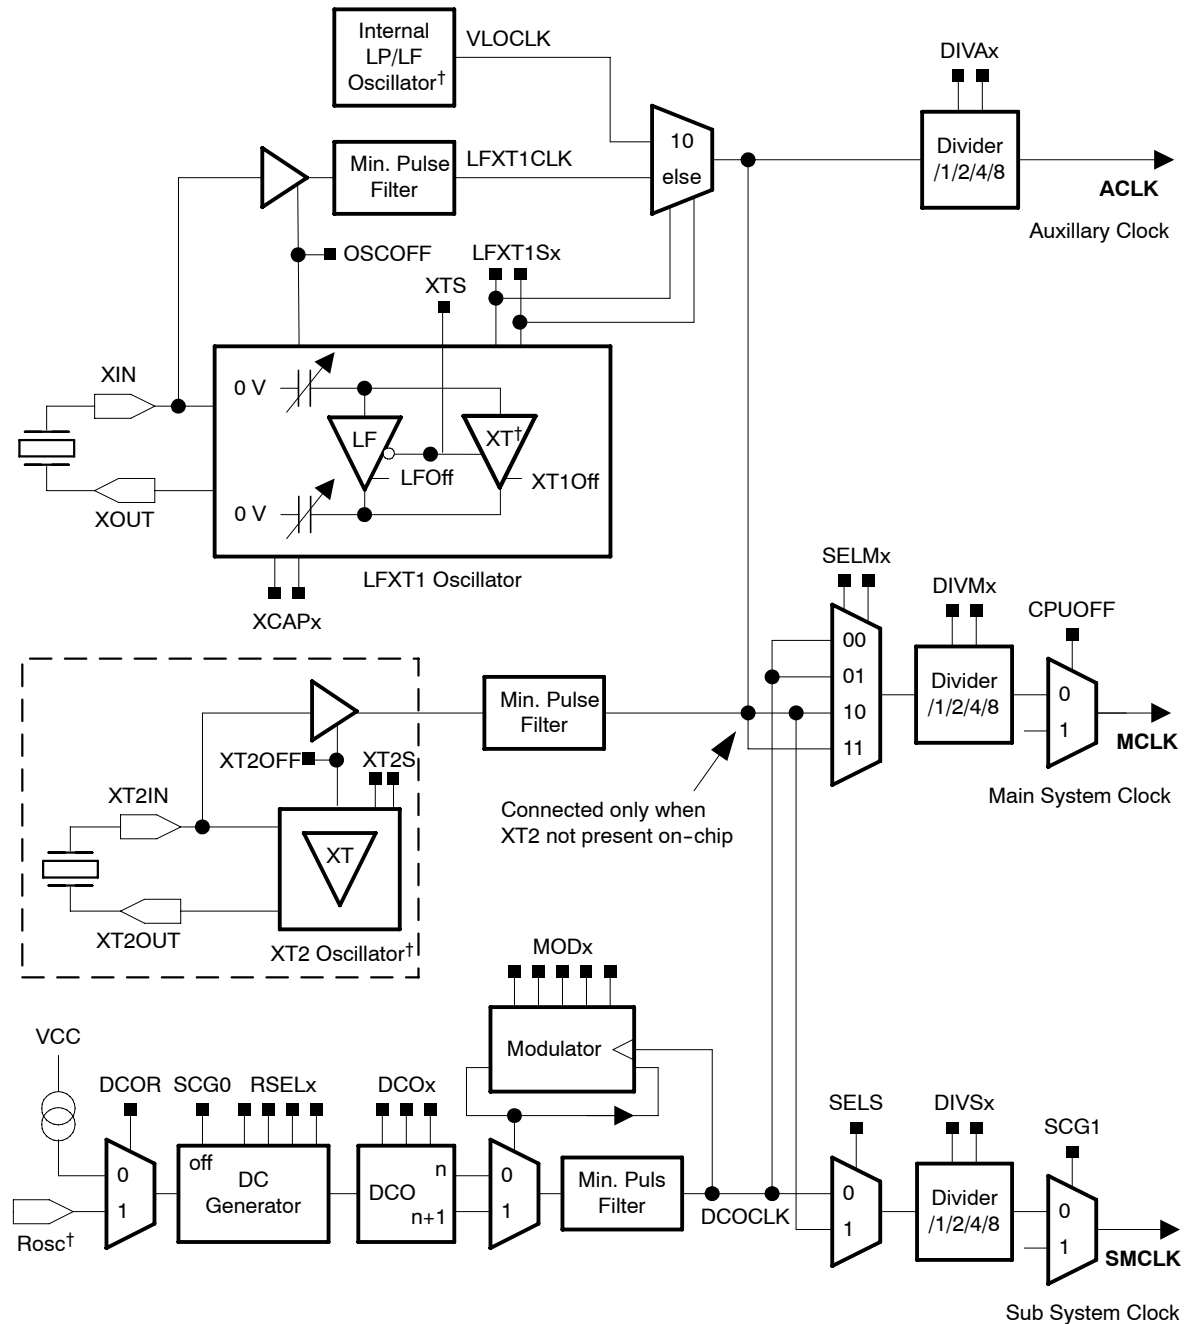 Internal
LP/LF
Oscillator†
VLOCLK
DIVAx
10
else
Divider
/1/2/4/8
ACLK
Auxillary Clock
Min. Pulse
Filter
LFXT1CLK
OSCOFF
LFXT1Sx
XTS
XIN
0 V
LF
XT†
LFOff
XT1Off
0 V
XOUT
LFXT1 Oscillator
XCAPx
SELMx
DIVMx
CPUOFF
00
01
10
11
Divider
/1/2/4/8
0
1
MCLK
Main System Clock
Min. Pulse
Filter
XT2OFF
XT2S
XT2IN
XT
XT2OUT
XT2 Oscillator†
Connected only when
XT2 not present on-chip
MODx
Modulator
VCC
DCOR
SCG0
RSELx
DCOx
0
1
Rosc†
off
DC
Generator
DCO
n
n+1
0
1
Min. Puls
Filter
DCOCLK
SELS
DIVSx
SCG1
0
1
Divider
/1/2/4/8
0
1
SMCLK
Sub System Clock